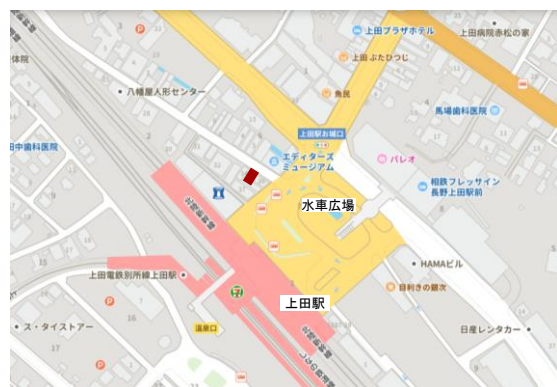 上田プラザホテル
上田病院赤松の家
体院
上田 ぶたひつじ
八幡屋人形センター
魚民
馬場歯科医院
上田駅お城口
田中歯科医院
エディターズ
ミュージアム
パレオ
相鉄フレッサイン
長野上田駅前
水車広場
北陸新幹線
HAMAビル
上田電鉄別所線上田駅
目利きの銀次
上田駅
北陸新幹線
温泉口
ス・タイストアー
日産レンタカー
しなの鉄道線